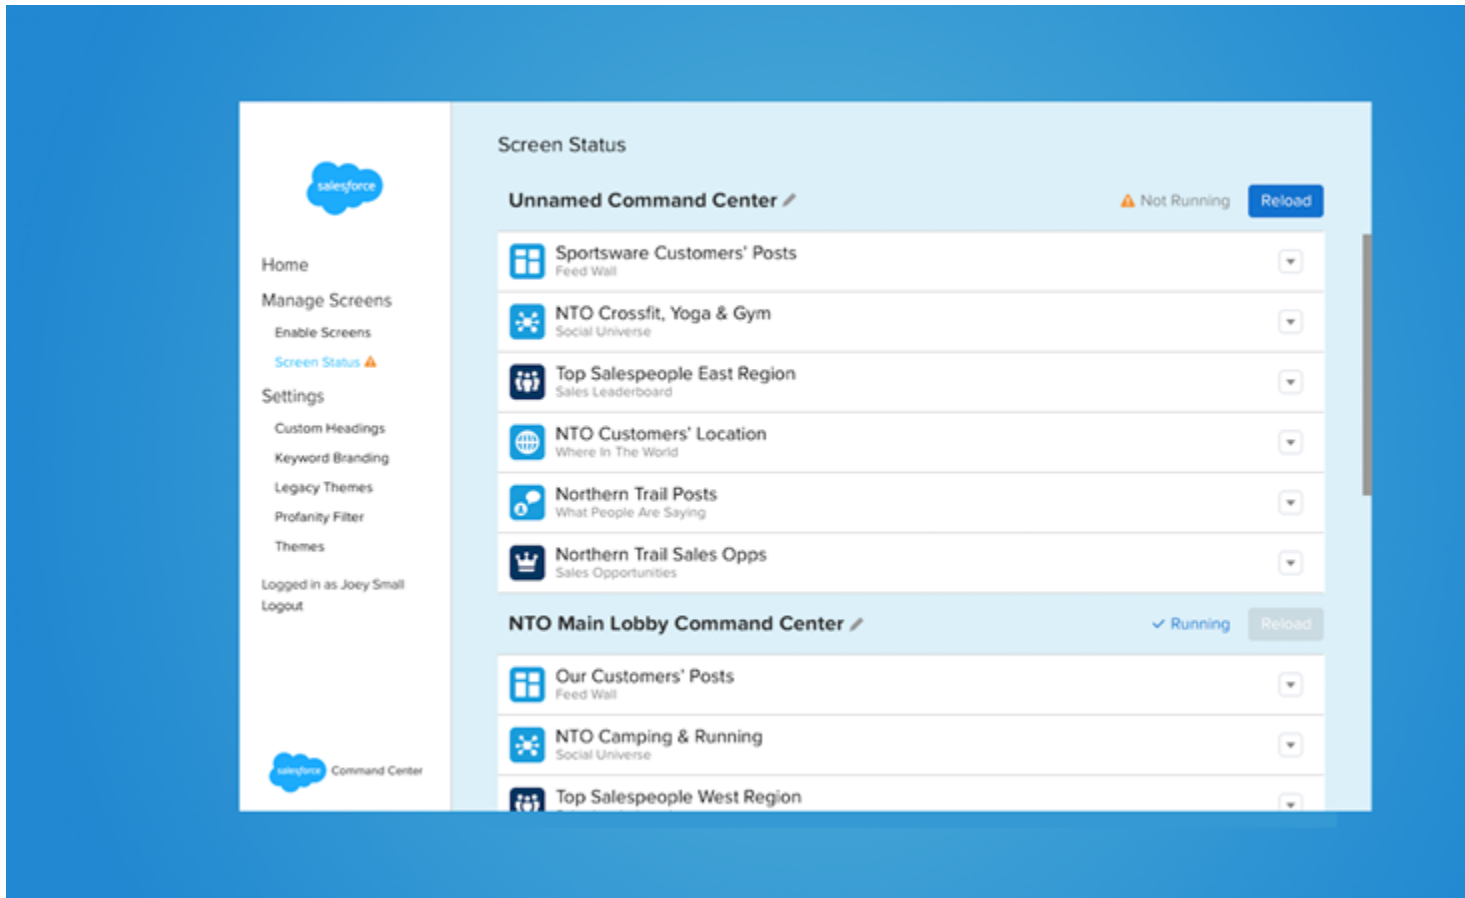 salesforce
Home
Manage Screens
Enable Screens
Screen Status
Settings
Custom Headings
Keyword Branding
Legacy Themes
Profanity Filter
Themes
Logged in as Joey Small
Logout
salesforce Command Center
Screen Status
Unnamed Command Center Not Running Reload
Sportsware Customers' Posts
Feed Wall
NTO Crossfit, Yoga & Gym
Social Universe
Top Salespeople East Region
Sales Leaderboard
NTO Customers' Location
Where In The World
Northern Trail Posts
What People Are Saying
Northern Trail Sales Opps
Sales Opportunities
NTO Main Lobby Command Center Running Reload
Our Customers' Posts
Feed Wall
NTO Camping & Running
Social Universe
Top Salespeople West Region